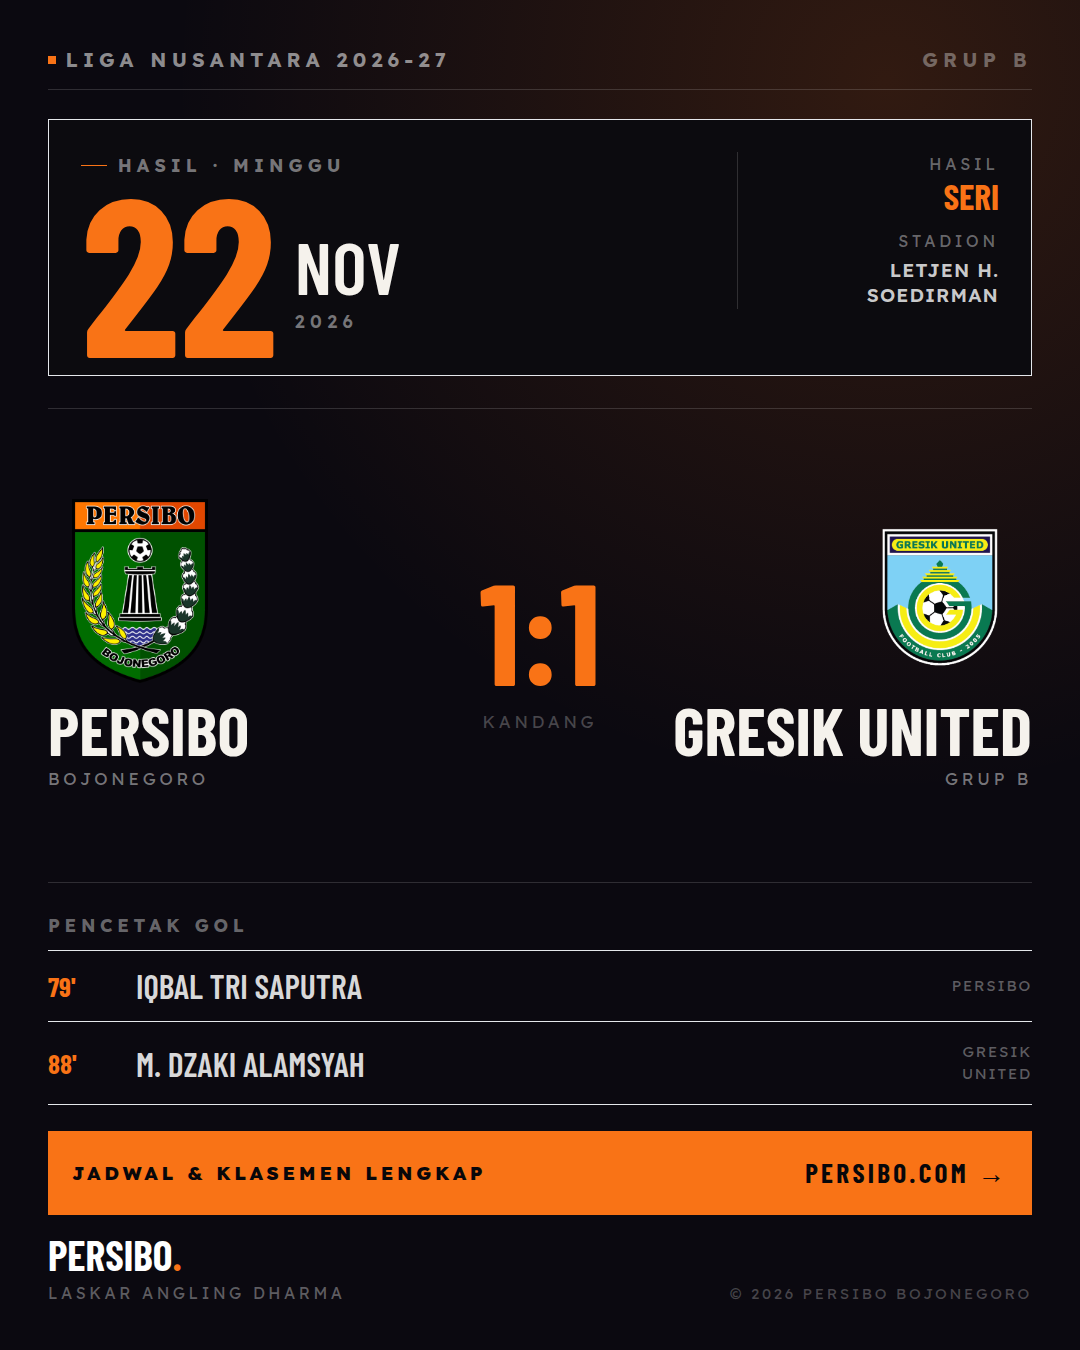 LIGA NUSANTARA 2026-27
GRUP B
HASIL · MINGGU
22
NOV
2026
HASIL
SERI
STADION
LETJEN H.
SOEDIRMAN
PERSIBO
BOJONEGORO
GRESIK UNITED
FOOTBALL CLUB · 2005
1:1
KANDANG
PERSIBO
BOJONEGORO
GRESIK UNITED
GRUP B
PENCETAK GOL
79' IQBAL TRI SAPUTRA PERSIBO
88' M. DZAKI ALAMSYAH GRESIK
UNITED
JADWAL & KLASEMEN LENGKAP PERSIBO.COM →
PERSIBO.
LASKAR ANGLING DHARMA
© 2026 PERSIBO BOJONEGORO